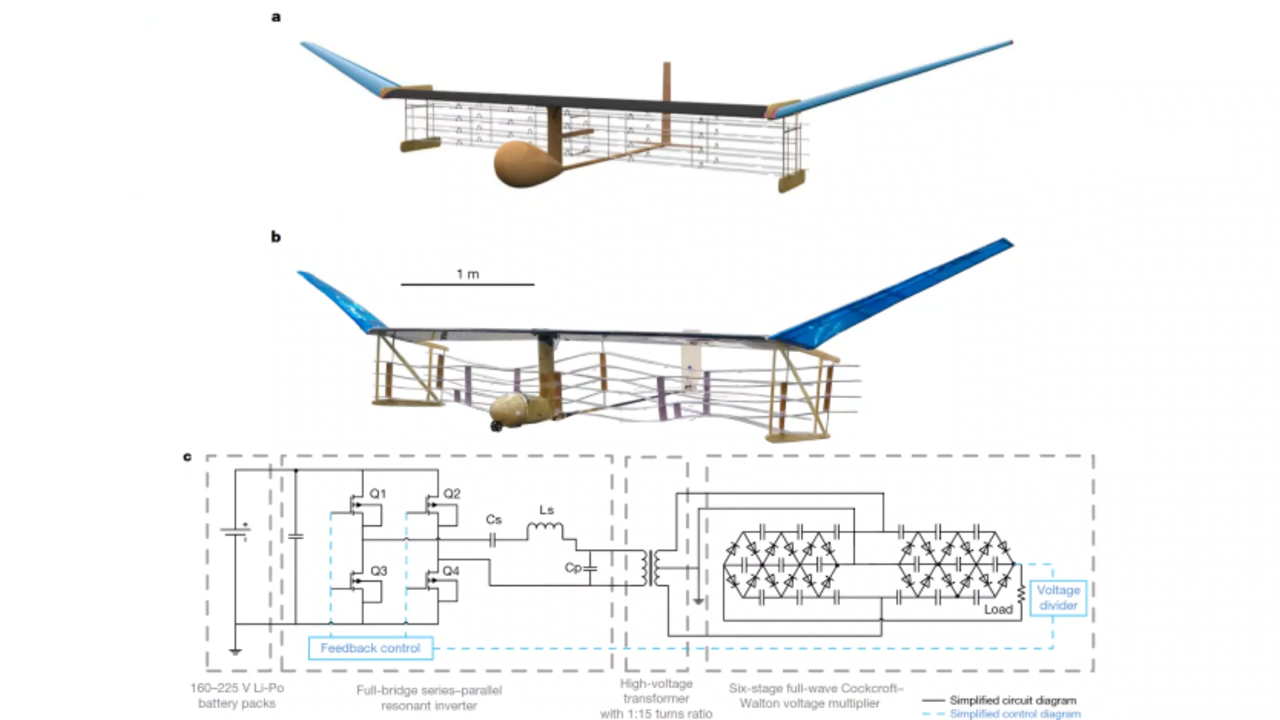 a
b
1 m
c
Q1
Q2
Cs
Ls
Q3
Q4
Cp
+
-
Load
Voltage
divider
Feedback control
160–225 V Li-Po
battery packs
Full-bridge series–parallel
resonant inverter
High-voltage
transformer
with 1:15 turns ratio
Six-stage full-wave Cockcroft–
Walton voltage multiplier
Simplified circuit diagram
Simplified control diagram